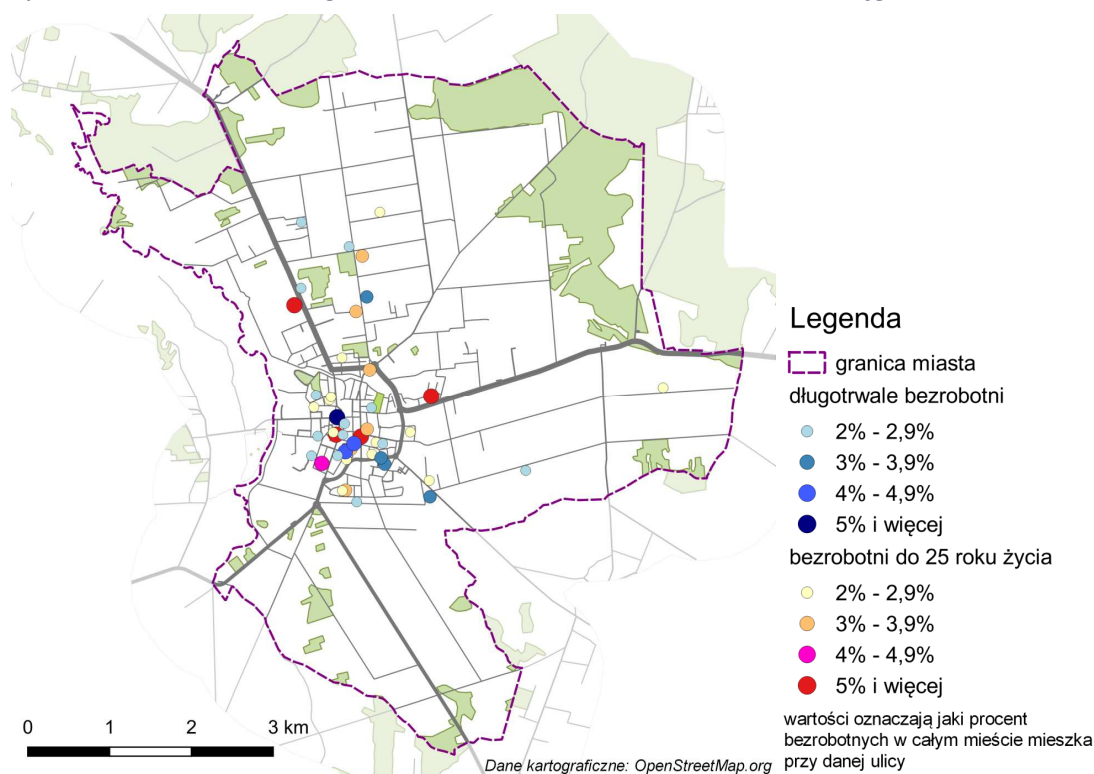 Legenda
granica miasta
długotrwale bezrobotni
2% - 2,9%
3% - 3,9%
4% - 4,9%
5% i więcej
bezrobotni do 25 roku życia
2% - 2,9%
3% - 3,9%
4% - 4,9%
5% i więcej
wartości oznaczają jaki procent
bezrobotnych w całym mieście mieszka
przy danej ulicy
0 1 2 3 km
Dane kartograficzne: OpenStreetMap.org